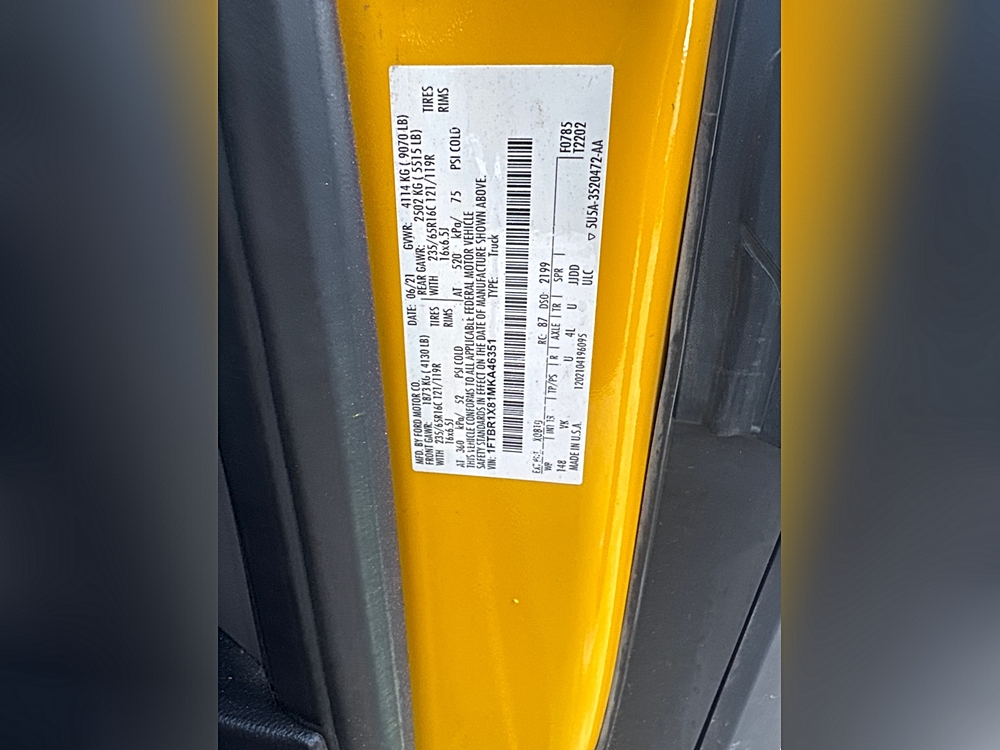 MFD. BY FORD MOTOR CO.
DATE: 06/21 GVWR: 4114 KG ( 9070 LB)
FRONT GAWR: 1873 KG ( 4130 LB) REAR GAWR: 2502 KG ( 5515 LB)
WITH 235/65R16C 121/119R TIRES WITH 235/65R16C 121/119R TIRES
16x6.5J RIMS 16x6.5J RIMS
AT 360 kPa/ 52 PSI COLD AT 520 kPa/ 75 PSI COLD
THIS VEHICLE CONFORMS TO ALL APPLICABLE FEDERAL MOTOR VEHICLE
SAFETY STANDARDS IN EFFECT ON THE DATE OF MANUFACTURE SHOWN ABOVE.
VIN: 1FTBR1X81MKA46351 TYPE: Truck
RC: 87 DSO: 2199 F0785
WB INT TP/PS R AXLE TR SPR T2202
148 VK U 4L U JJDD
MADE IN U.S.A. 1202104196095 ULC
5U5A-3520472-AA